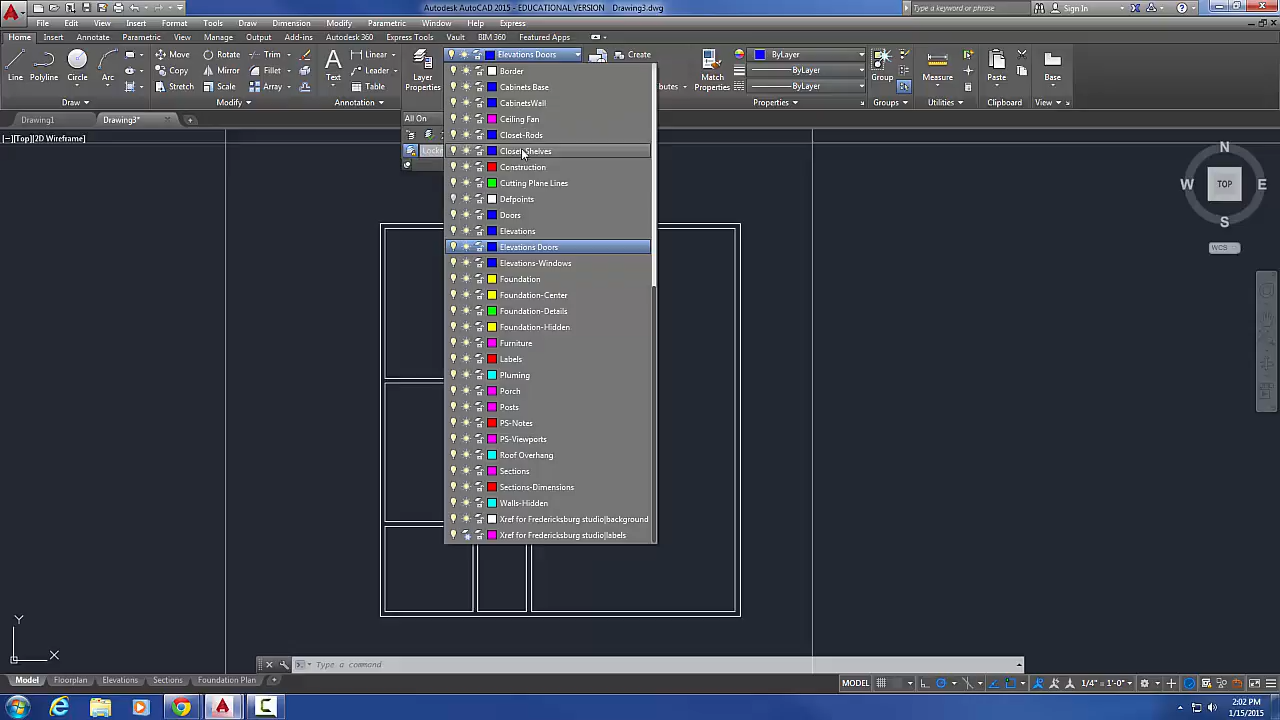 Autodesk AutoCAD 2015 - EDUCATIONAL VERSION Drawing3.dwg
Type a keyword or phrase
Sign In
File Edit View Insert Format Tools Draw Dimension Modify Parametric Window Help Express
Home Insert Annotate Parametric View Manage Output Add-ins Autodesk 360 Express Tools Vault BIM 360 Featured Apps
Line Polyline Circle Arc
Move Rotate Trim
Copy Mirror Fillet
Stretch Scale Array
Text
Linear
Leader
Table
Layer Properties
Elevations Doors
Create
Match Properties
ByLayer
ByLayer
ByLayer
Group
Measure
Paste
Base
Draw Modify Annotation Properties Groups Utilities Clipboard View
Drawing1 Drawing3*
All On
[−][Top][2D Wireframe]
Border
Cabinets Base
CabinetsWall
Ceiling Fan
Closet-Rods
Closet-Shelves
Construction
Cutting Plane Lines
Defpoints
Doors
Elevations
Elevations Doors
Elevations-Windows
Foundation
Foundation-Center
Foundation-Details
Foundation-Hidden
Furniture
Labels
Pluming
Porch
Posts
PS-Notes
PS-Viewports
Roof Overhang
Sections
Sections-Dimensions
Walls-Hidden
Xref for Fredericksburg studio|background
Xref for Fredericksburg studio|labels
N
W TOP E
S
WCS
Y
X
Type a command
Model Floorplan Elevations Sections Foundation Plan
MODEL
1/4" = 1'-0"
2:02 PM
1/15/2015